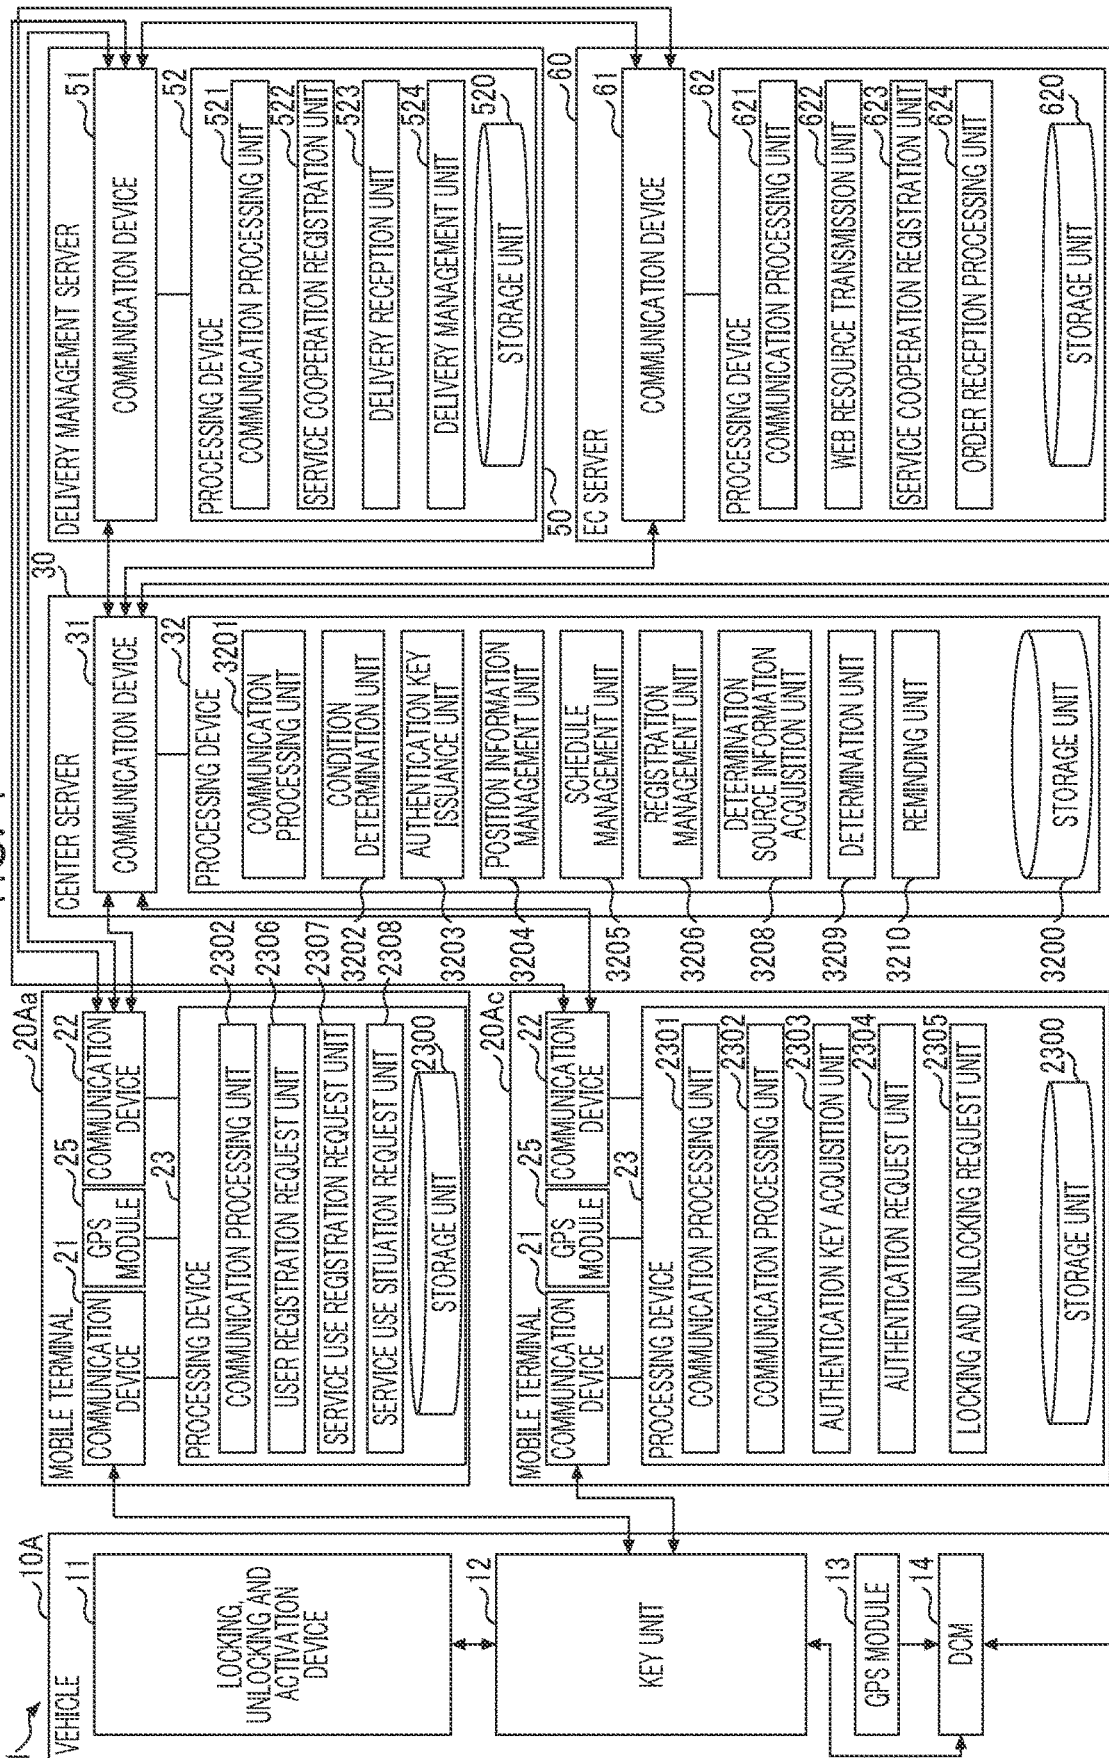 1
VEHICLE
10A
LOCKING,
UNLOCKING AND
ACTIVATION
DEVICE
11
KEY UNIT
12
GPS MODULE
13
DCM
14
MOBILE TERMINAL
20Aa
COMMUNICATION
DEVICE
21
GPS
MODULE
25
COMMUNICATION
DEVICE
22
23
PROCESSING DEVICE
COMMUNICATION PROCESSING UNIT
2302
USER REGISTRATION REQUEST UNIT
2306
SERVICE USE REGISTRATION REQUEST UNIT
2307
SERVICE USE SITUATION REQUEST UNIT
2308
STORAGE UNIT
2300
MOBILE TERMINAL
20Ac
COMMUNICATION
DEVICE
21
GPS
MODULE
25
COMMUNICATION
DEVICE
22
23
PROCESSING DEVICE
COMMUNICATION PROCESSING UNIT
2301
COMMUNICATION PROCESSING UNIT
2302
AUTHENTICATION KEY ACQUISITION UNIT
2303
AUTHENTICATION REQUEST UNIT
2304
LOCKING AND UNLOCKING REQUEST UNIT
2305
STORAGE UNIT
2300
CENTER SERVER
30
COMMUNICATION DEVICE
31
PROCESSING DEVICE
32
COMMUNICATION
PROCESSING UNIT
3201
CONDITION
DETERMINATION UNIT
3202
AUTHENTICATION KEY
ISSUANCE UNIT
3203
POSITION INFORMATION
MANAGEMENT UNIT
3204
SCHEDULE
MANAGEMENT UNIT
3205
REGISTRATION
MANAGEMENT UNIT
3206
DETERMINATION
SOURCE INFORMATION
ACQUISITION UNIT
3208
DETERMINATION UNIT
3209
REMINDING UNIT
3210
STORAGE UNIT
3200
DELIVERY MANAGEMENT SERVER
50
COMMUNICATION DEVICE
51
PROCESSING DEVICE
52
COMMUNICATION PROCESSING UNIT
521
SERVICE COOPERATION REGISTRATION UNIT
522
DELIVERY RECEPTION UNIT
523
DELIVERY MANAGEMENT UNIT
524
STORAGE UNIT
520
EC SERVER
60
COMMUNICATION DEVICE
61
PROCESSING DEVICE
62
COMMUNICATION PROCESSING UNIT
621
WEB RESOURCE TRANSMISSION UNIT
622
SERVICE COOPERATION REGISTRATION UNIT
623
ORDER RECEPTION PROCESSING UNIT
624
STORAGE UNIT
620